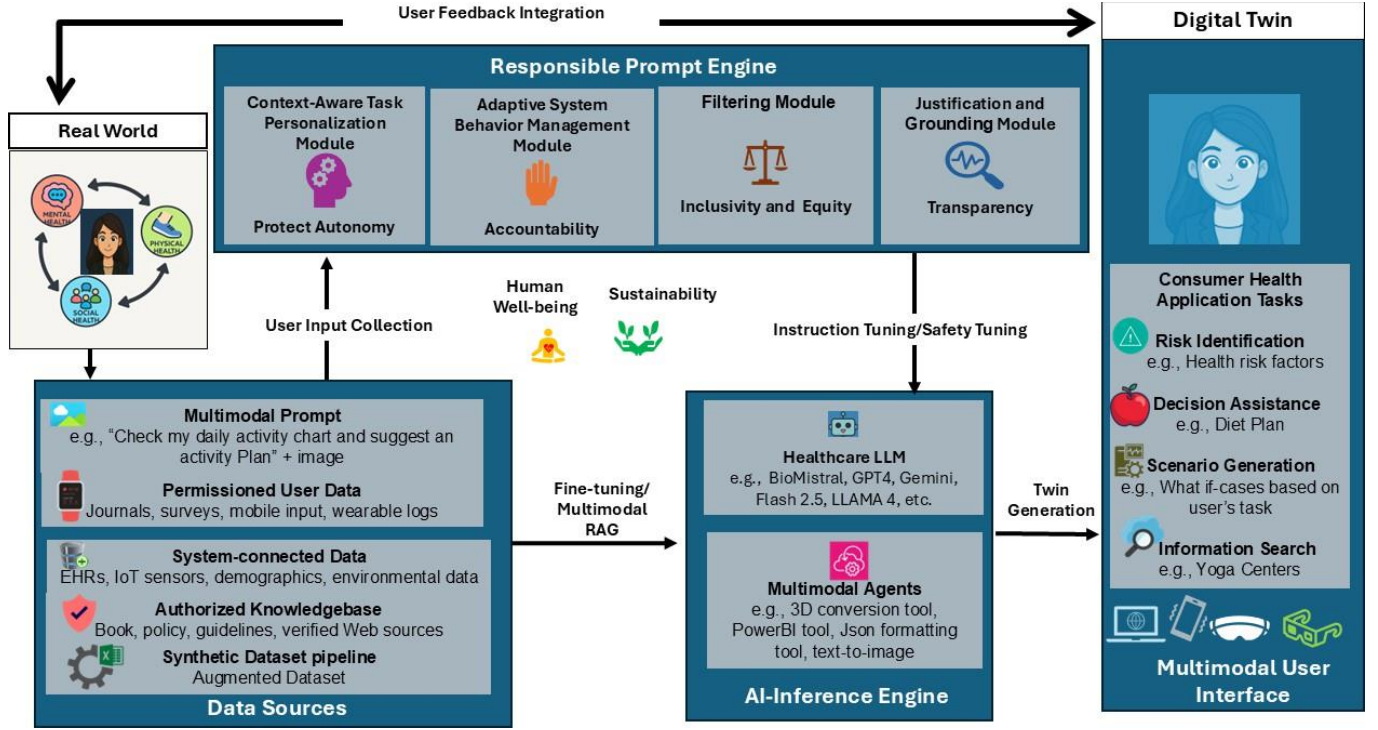 User Feedback Integration
Digital Twin
Responsible Prompt Engine
Context-Aware Task
Personalization
Module
Protect Autonomy
Adaptive System
Behavior Management
Module
Accountability
Filtering Module
Inclusivity and Equity
Justification and
Grounding Module
Transparency
Real World
MENTAL
HEALTH
PHYSICAL
HEALTH
SOCIAL
HEALTH
User Input Collection
Human
Well-being
Sustainability
Instruction Tuning/Safety Tuning
Multimodal Prompt
e.g., “Check my daily activity chart and suggest an
activity Plan” + image
Permissioned User Data
Journals, surveys, mobile input, wearable logs
System-connected Data
EHRs, IoT sensors, demographics, environmental data
Authorized Knowledgebase
Book, policy, guidelines, verified Web sources
Synthetic Dataset pipeline
Augmented Dataset
Data Sources
Fine-tuning/
Multimodal
RAG
Healthcare LLM
e.g., BioMistral, GPT4, Gemini,
Flash 2.5, LLAMA 4, etc.
Multimodal Agents
e.g., 3D conversion tool,
PowerBI tool, Json formatting
tool, text-to-image
AI-Inference Engine
Twin
Generation
Consumer Health
Application Tasks
Risk Identification
e.g., Health risk factors
Decision Assistance
e.g., Diet Plan
Scenario Generation
e.g., What if-cases based on
user’s task
Information Search
e.g., Yoga Centers
Multimodal User
Interface